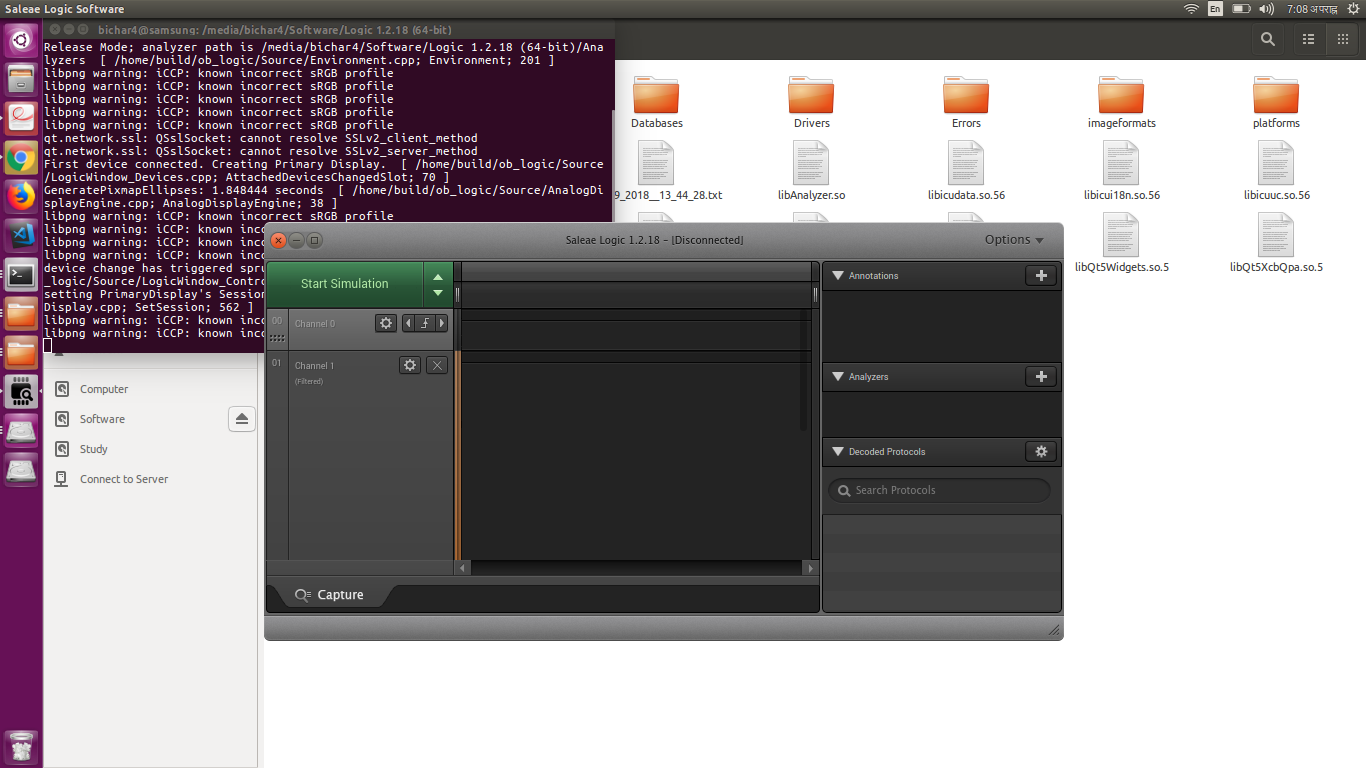 Saleae Logic Software
En
7:08 अपराह्न
bichar4@samsung: /media/bichar4/Software/Logic 1.2.18 (64-bit)
Release Mode; analyzer path is /media/bichar4/Software/Logic 1.2.18 (64-bit)/Ana
lyzers  [ /home/build/ob_logic/Source/Environment.cpp; Environment; 201 ]
libpng warning: iCCP: known incorrect sRGB profile
libpng warning: iCCP: known incorrect sRGB profile
libpng warning: iCCP: known incorrect sRGB profile
libpng warning: iCCP: known incorrect sRGB profile
libpng warning: iCCP: known incorrect sRGB profile
qt.network.ssl: QSslSocket: cannot resolve SSLv2_client_method
qt.network.ssl: QSslSocket: cannot resolve SSLv2_server_method
First device connected. Creating Primary Display.  [ /home/build/ob_logic/Source
/LogicWindow_Devices.cpp; AttachedDevicesChangedSlot; 70 ]
GeneratePixmapEllipses: 1.848444 seconds  [ /home/build/ob_logic/Source/AnalogDi
splayEngine.cpp; AnalogDisplayEngine; 38 ]
libpng warning: iCCP: known incorrect sRGB profile
libpng warning: iCCP: known inco
libpng warning: iCCP: known inco
libpng warning: iCCP: known inco
device change has triggered spru
_logic/Source/LogicWindow_Contro
setting PrimaryDisplay's Session
Display.cpp; SetSession; 562 ]
libpng warning: iCCP: known inco
libpng warning: iCCP: known inco
Databases
Drivers
Errors
imageformats
platforms
9_2018__13_44_28.txt
libAnalyzer.so
libicudata.so.56
libicui18n.so.56
libicuuc.so.56
libQt5Widgets.so.5
libQt5XcbQpa.so.5
Computer
Software
Study
Connect to Server
Saleae Logic 1.2.18 - [Disconnected]
Options
Start Simulation
00
Channel 0
01
Channel 1
(Filtered)
Annotations
Analyzers
Decoded Protocols
Search Protocols
Capture